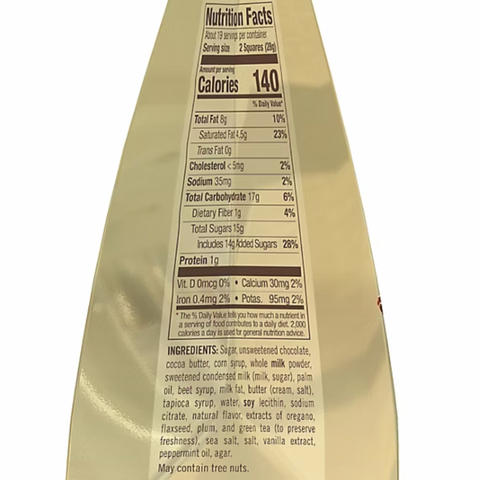 Nutrition Facts
About 19 servings per container
Serving size 2 Squares (28g)
Amount per serving
Calories 140
% Daily Value*
Total Fat 8g 10%
Saturated Fat 4.5g 23%
Trans Fat 0g
Cholesterol <5mg 2%
Sodium 35mg 2%
Total Carbohydrate 17g 6%
Dietary Fiber 1g 4%
Total Sugars 15g
Includes 14g Added Sugars 28%
Protein 1g
Vit. D 0mcg 0% • Calcium 30mg 2%
Iron 0.4mg 2% • Potas. 95mg 2%
*The % Daily Value tells you how much a nutrient in
a serving of food contributes to a daily diet. 2,000
calories a day is used for general nutrition advice.
INGREDIENTS: Sugar, unsweetened chocolate,
cocoa butter, corn syrup, whole milk powder,
sweetened condensed milk (milk, sugar), palm
oil, beet syrup, milk fat, butter (cream, salt),
tapioca syrup, water, soy lecithin, sodium
citrate, natural flavor, extracts of oregano,
flaxseed, plum, and green tea (to preserve
freshness), sea salt, salt, vanilla extract,
peppermint oil, agar.
May contain tree nuts.